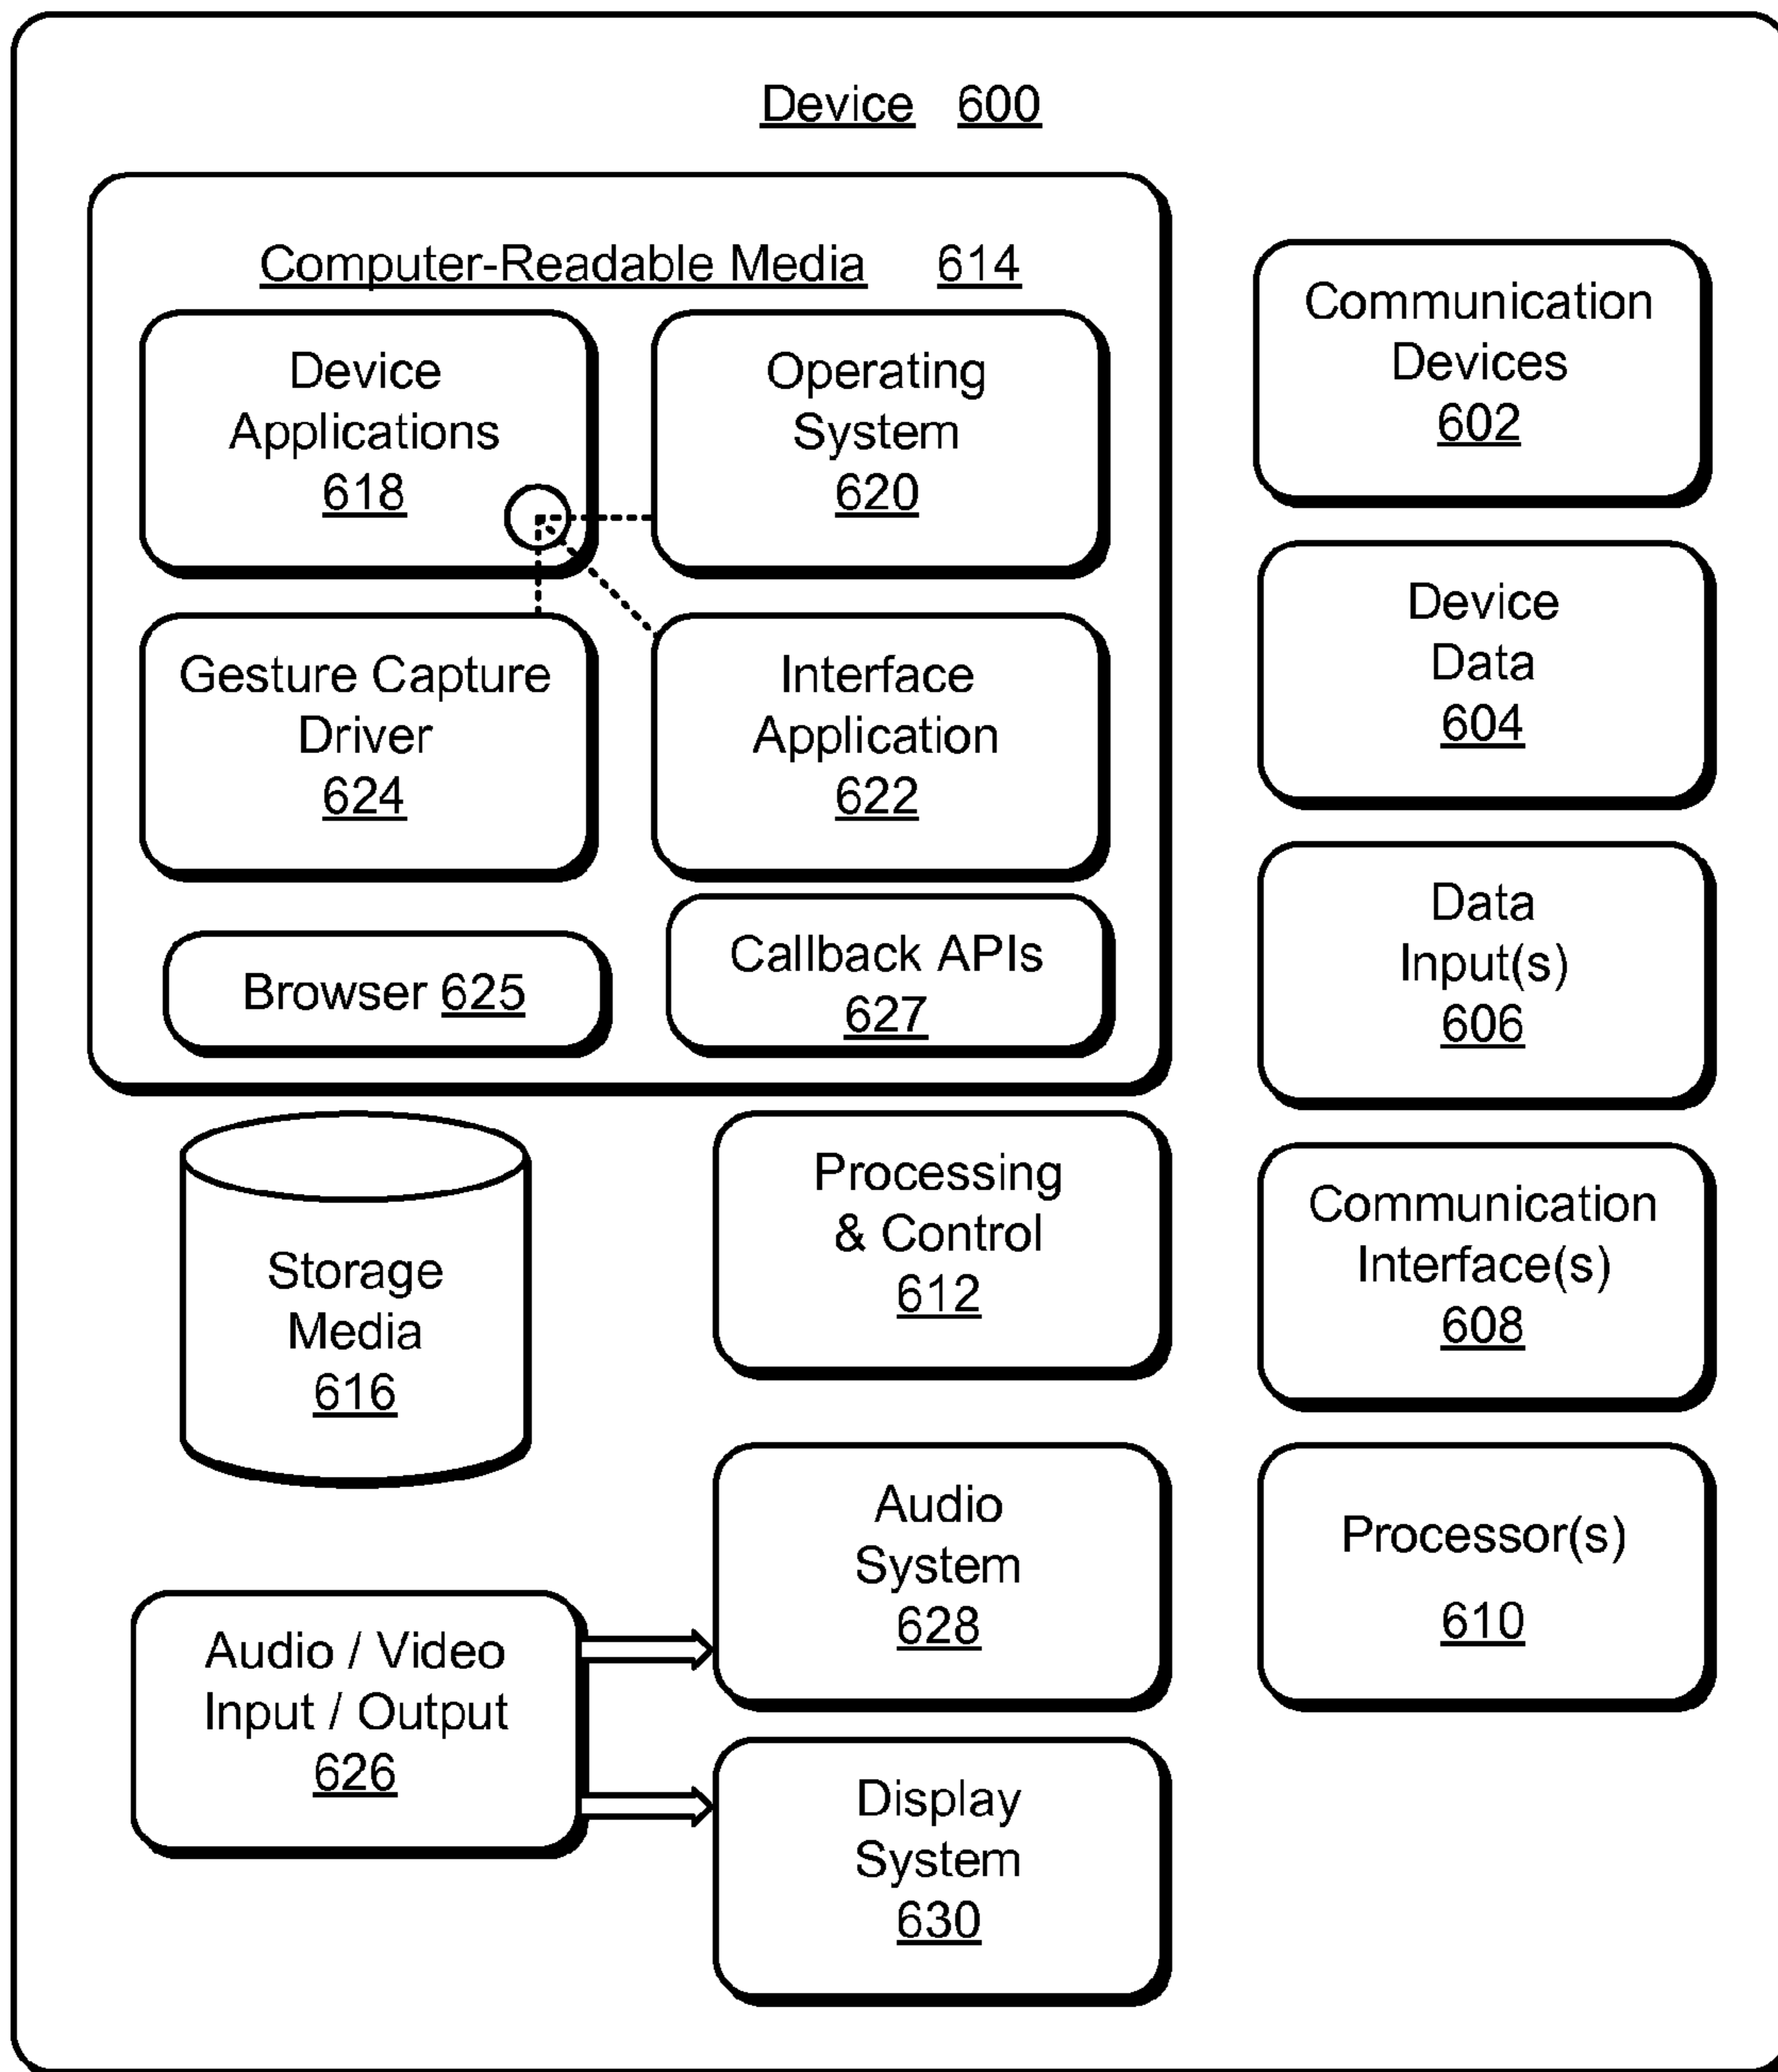 Device 600
Computer-Readable Media 614
Device
Applications
618
Operating
System
620
Gesture Capture
Driver
624
Interface
Application
622
Browser 625
Callback APIs
627
Communication
Devices
602
Device
Data
604
Data
Input(s)
606
Communication
Interface(s)
608
Processor(s)
610
Storage
Media
616
Processing
& Control
612
Audio / Video
Input / Output
626
Audio
System
628
Display
System
630